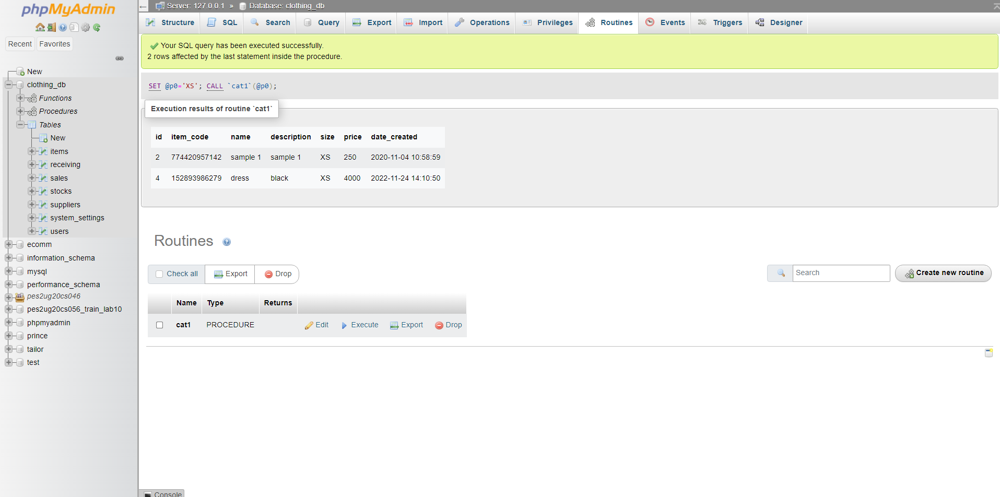 phpMyAdmin
Recent
Favorites
New
clothing_db
Functions
Procedures
Tables
New
items
receiving
sales
stocks
suppliers
system_settings
users
ecomm
information_schema
mysql
performance_schema
pes2ug20cs046
pes2ug20cs056_train_lab10
phpmyadmin
prince
tailor
test
Server: 127.0.0.1 » Database: clothing_db
Structure SQL Search Query Export Import Operations Privileges Routines Events Triggers Designer
Your SQL query has been executed successfully.
2 rows affected by the last statement inside the procedure.
SET @p0='XS'; CALL `cat1`(@p0);
Execution results of routine `cat1`
id item_code name description size price date_created
2 774420957142 sample 1 sample 1 XS 250 2020-11-04 10:58:59
4 152893986279 dress black XS 4000 2022-11-24 14:10:50
Routines
Check all Export Drop Search Create new routine
Name Type Returns
cat1 PROCEDURE Edit Execute Export Drop
Console